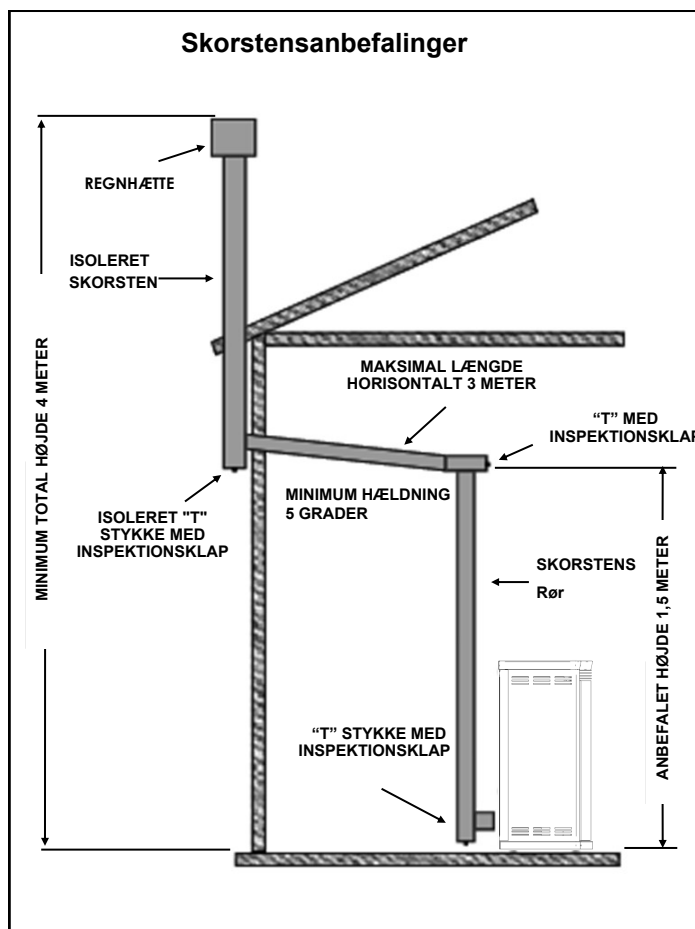 Skorstensanbefalinger
REGNHÆTTE
ISOLERET
SKORSTEN
MAKSIMAL LÆNGDE
HORISONTALT 3 METER
“T” MED
INSPEKTIONSKLAP
MINIMUM HÆLDNING
5 GRADER
ISOLERET "T"
STYKKE MED
INSPEKTIONSKLAP
SKORSTENS
Rør
“T” STYKKE MED
INSPEKTIONSKLAP
MINIMUM TOTAL HØJDE 4 METER
ANBEFALET HØJDE 1,5 METER